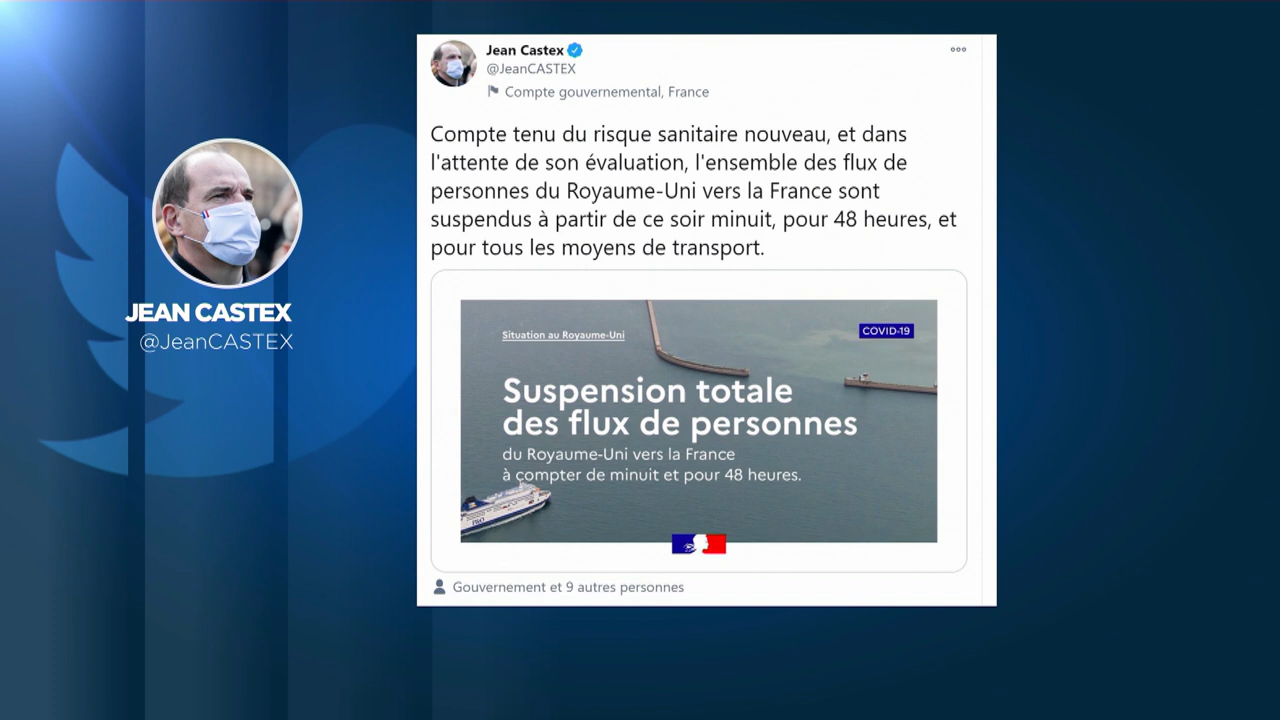 JEAN CASTEX
@JeanCASTEX
Jean Castex
@JeanCASTEX
Compte gouvernemental, France
Compte tenu du risque sanitaire nouveau, et dans
l'attente de son évaluation, l'ensemble des flux de
personnes du Royaume-Uni vers la France sont
suspendus à partir de ce soir minuit, pour 48 heures, et
pour tous les moyens de transport.
Situation au Royaume-Uni
COVID-19
Suspension totale
des flux de personnes
du Royaume-Uni vers la France
à compter de minuit et pour 48 heures.
Gouvernement et 9 autres personnes